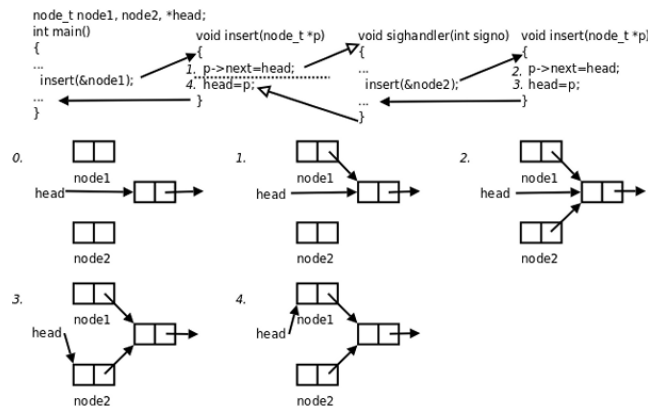 node_t node1, node2, *head;
int main()
{
...
insert(&node1);
...
}
void insert(node_t *p)
{
1. p->next=head;
4. head=p;
}
void sighandler(int signo)
{
...
insert(&node2);
...
}
void insert(node_t *p)
{
2. p->next=head;
3. head=p;
}
0.
node1
head
node2
1.
node1
head
node2
2.
node1
head
node2
3.
node1
head
node2
4.
node1
head
node2